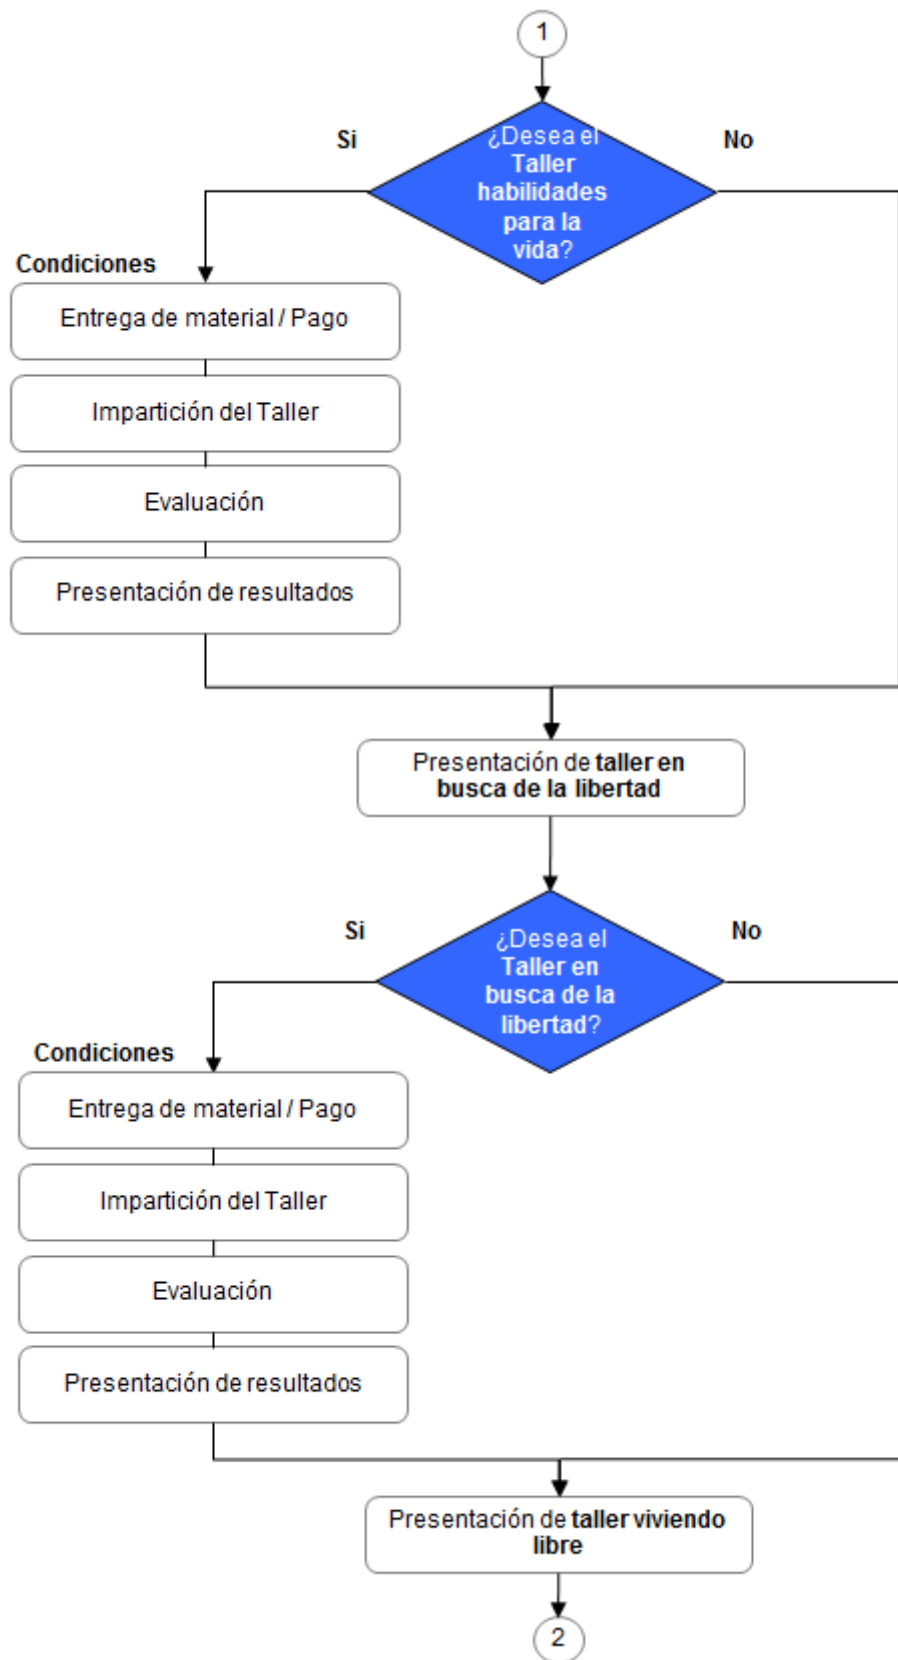 1
Si
¿Desea el
Taller
habilidades
para la
vida?
No
Condiciones
Entrega de material / Pago
Impartición del Taller
Evaluación
Presentación de resultados
Presentación de taller en
busca de la libertad
Si
¿Desea el
Taller en
busca de la
libertad?
No
Condiciones
Entrega de material / Pago
Impartición del Taller
Evaluación
Presentación de resultados
Presentación de taller viviendo
libre
2